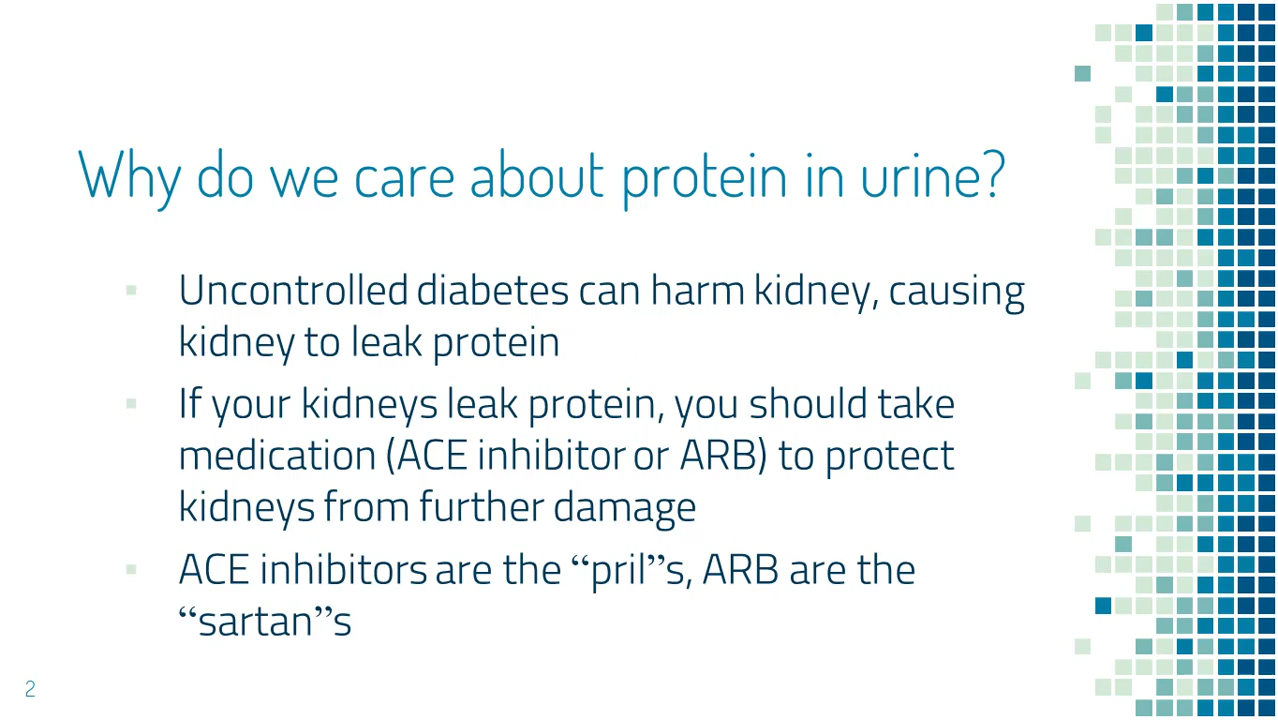 Why do we care about protein in urine?
Uncontrolled diabetes can harm kidney, causing
kidney to leak protein
If your kidneys leak protein, you should take
medication (ACE inhibitor or ARB) to protect
kidneys from further damage
ACE inhibitors are the “pril”s, ARB are the
“sartan”s
2